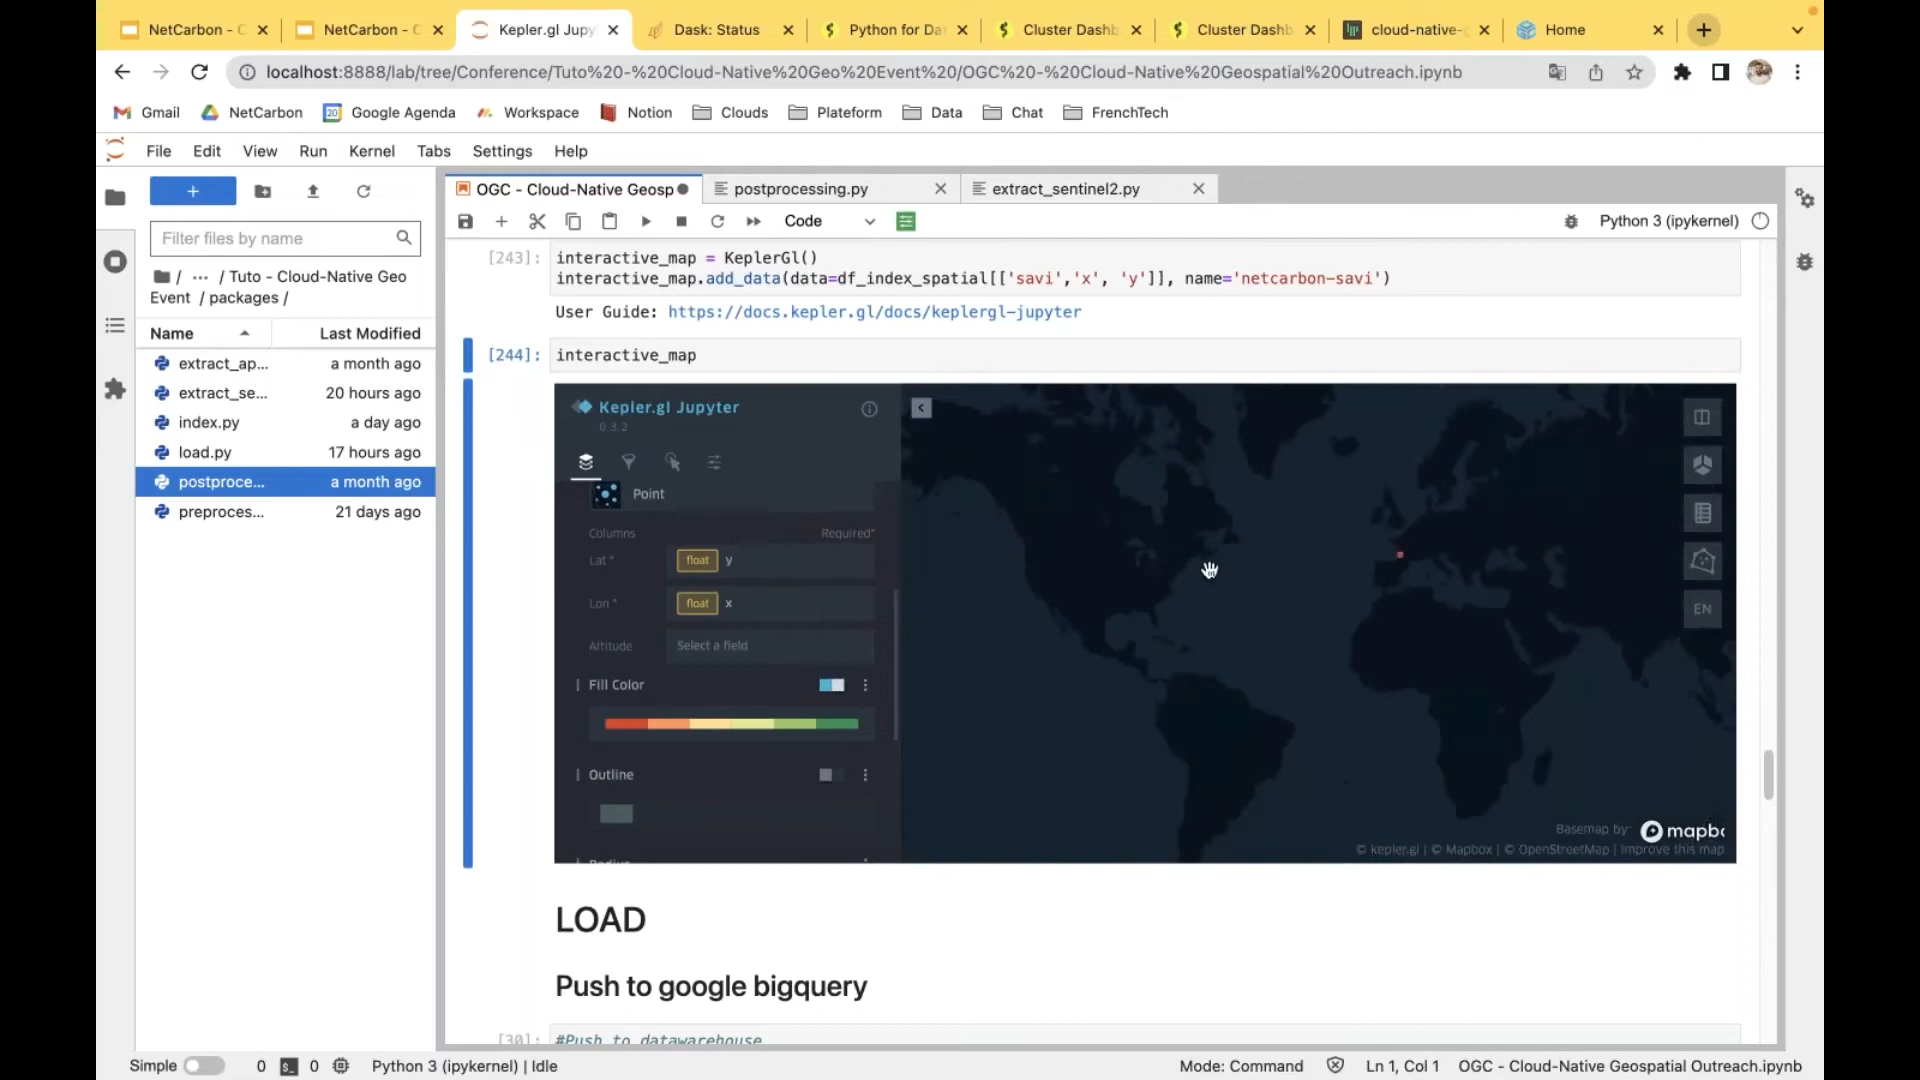 NetCarbon - C
NetCarbon - C
Kepler.gl Jupy
Dask: Status
Python for Da
Cluster Dashb
Cluster Dashb
cloud-native-
Home
localhost:8888/lab/tree/Conference/Tuto%20-%20Cloud-Native%20Geo%20Event%20/OGC%20-%20Cloud-Native%20Geospatial%20Outreach.ipynb
Gmail NetCarbon Google Agenda Workspace Notion Clouds Plateform Data Chat FrenchTech
File Edit View Run Kernel Tabs Settings Help
OGC - Cloud-Native Geosp
postprocessing.py
extract_sentinel2.py
Code
Python 3 (ipykernel)
Filter files by name
/ ··· / Tuto - Cloud-Native Geo
Event / packages /
Name Last Modified
extract_ap... a month ago
extract_se... 20 hours ago
index.py a day ago
load.py 17 hours ago
postproce... a month ago
preproces... 21 days ago
[243]: interactive_map = KeplerGl()
interactive_map.add_data(data=df_index_spatial[['savi','x', 'y']], name='netcarbon-savi')
User Guide: https://docs.kepler.gl/docs/keplergl-jupyter
[244]: interactive_map
Kepler.gl Jupyter
0.3.2
Point
Columns Required*
Lat * float y
Lon * float x
Altitude Select a field
Fill Color
Outline
EN
Basemap by: mapbo
© kepler.gl | © Mapbox | © OpenStreetMap | Improve this map
LOAD
Push to google bigquery
[30]: #Push to datawarehouse
Simple 0 0 Python 3 (ipykernel) | Idle
Mode: Command Ln 1, Col 1 OGC - Cloud-Native Geospatial Outreach.ipynb